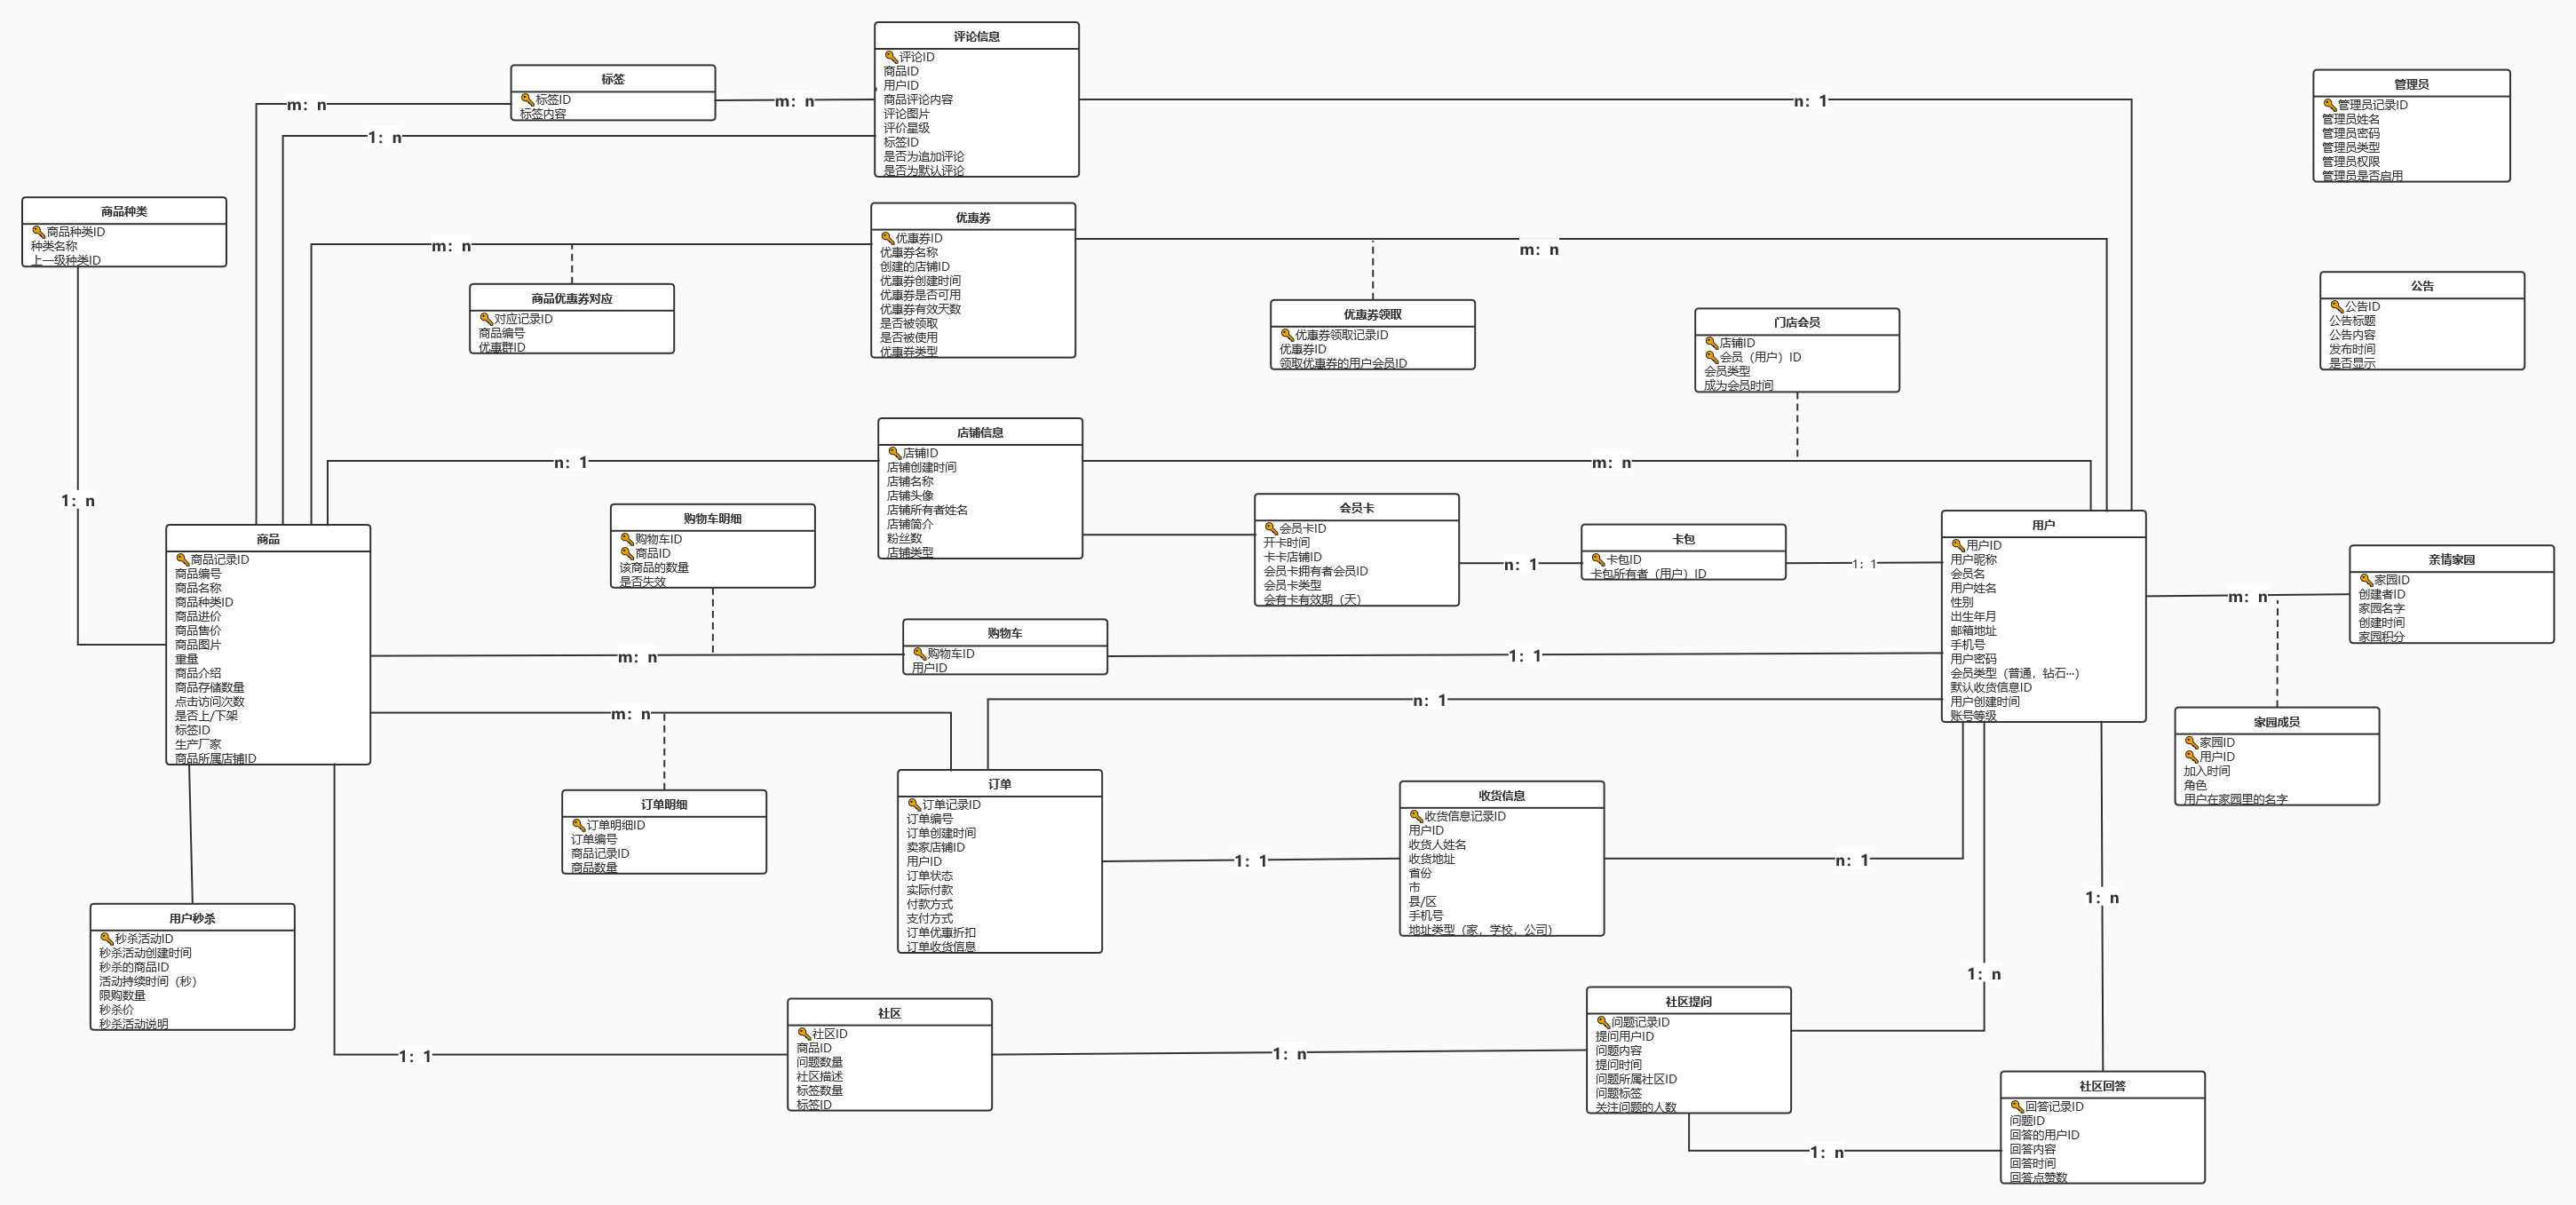 评论信息
评论ID
商品ID
用户ID
商品评论内容
评论图片
评价星级
标签ID
是否为追加评论
是否为默认评论
标签
标签ID
标签内容
m：n
m：n
1：n
n：1
管理员
管理员记录ID
管理员姓名
管理员密码
管理员类型
管理员权限
管理员是否启用
商品种类
商品种类ID
种类名称
上一级种类ID
1：n
优惠券
优惠券ID
优惠券名称
创建的店铺ID
优惠券创建时间
优惠券是否可用
优惠券有效天数
是否被领取
是否被使用
优惠券类型
m：n
m：n
商品优惠券对应
对应记录ID
商品编号
优惠群ID
优惠券领取
优惠券领取记录ID
优惠券ID
领取优惠券的用户会员ID
门店会员
店铺ID
会员（用户）ID
会员类型
成为会员时间
公告
公告ID
公告标题
公告内容
发布时间
是否显示
店铺信息
店铺ID
店铺创建时间
店铺名称
店铺头像
店铺所有者姓名
店铺简介
粉丝数
店铺类型
n：1
m：n
购物车明细
购物车ID
商品ID
该商品的数量
是否失效
会员卡
会员卡ID
开卡时间
卡卡店铺ID
会员卡拥有者会员ID
会员卡类型
会有卡有效期（天）
n：1
卡包
卡包ID
卡包所有者（用户）ID
1：1
用户
用户ID
用户昵称
会员名
用户姓名
性别
出生年月
邮箱地址
手机号
用户密码
会员类型（普通，钻石···）
默认收货信息ID
用户创建时间
账号等级
m：n
亲情家园
家园ID
创建者ID
家园名字
创建时间
家园积分
商品
商品记录ID
商品编号
商品名称
商品种类ID
商品进价
商品售价
商品图片
重量
商品介绍
商品存储数量
点击访问次数
是否上/下架
标签ID
生产厂家
商品所属店铺ID
购物车
购物车ID
用户ID
m：n
1：1
m：n
n：1
家园成员
家园ID
用户ID
加入时间
角色
用户在家园里的名字
订单明细
订单明细ID
订单编号
商品记录ID
商品数量
订单
订单记录ID
订单编号
订单创建时间
卖家店铺ID
用户ID
订单状态
实际付款
付款方式
支付方式
订单优惠折扣
订单收货信息
1：1
收货信息
收货信息记录ID
用户ID
收货人姓名
收货地址
省份
市
县/区
手机号
地址类型（家，学校，公司）
n：1
1：n
1：n
用户秒杀
秒杀活动ID
秒杀活动创建时间
秒杀的商品ID
活动持续时间（秒）
限购数量
秒杀价
秒杀活动说明
1：1
社区
社区ID
商品ID
问题数量
社区描述
标签数量
标签ID
1：n
社区提问
问题记录ID
提问用户ID
问题内容
提问时间
问题所属社区ID
问题标签
关注问题的人数
1：n
社区回答
回答记录ID
问题ID
回答的用户ID
回答内容
回答时间
回答点赞数